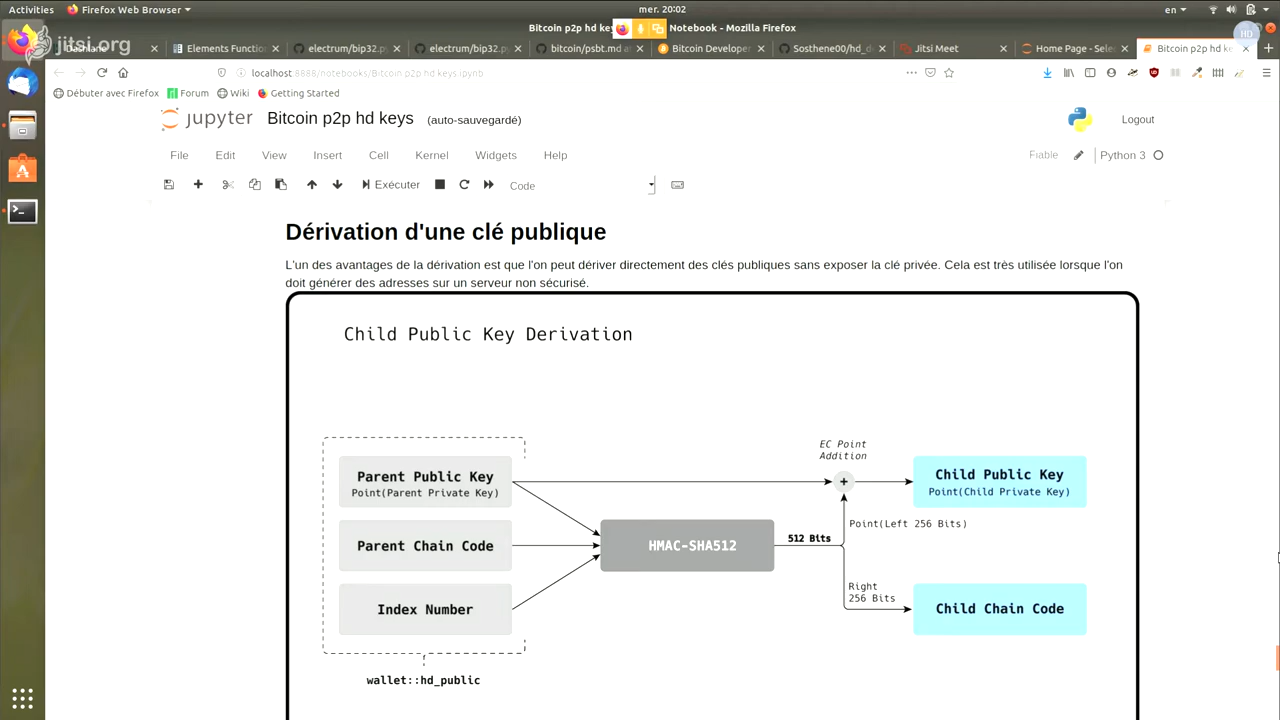 Activities
Firefox Web Browser
mer. 20:02
en
Bitcoin p2p hd key
Notebook - Mozilla Firefox
HD
jitsi.org
Elements Function
electrum/bip32.p
electrum/bip32.p
bitcoin/psbt.md a
Bitcoin Developer
Sosthene00/hd_d
Jitsi Meet
Home Page - Sele
Bitcoin p2p hd ke
localhost:8888/notebooks/Bitcoin p2p hd keys.ipynb
Débuter avec Firefox
Forum
Wiki
Getting Started
jupyter
Bitcoin p2p hd keys
(auto-sauvegardé)
Logout
File
Edit
View
Insert
Cell
Kernel
Widgets
Help
Fiable
Python 3
Exécuter
Code
Dérivation d'une clé publique
L'un des avantages de la dérivation est que l'on peut dériver directement des clés publiques sans exposer la clé privée. Cela est très utilisée lorsque l'on
doit générer des adresses sur un serveur non sécurisé.
Child Public Key Derivation
Parent Public Key
Point(Parent Private Key)
Parent Chain Code
Index Number
wallet::hd_public
HMAC-SHA512
512 Bits
EC Point
Addition
+
Point(Left 256 Bits)
Right
256 Bits
Child Public Key
Point(Child Private Key)
Child Chain Code